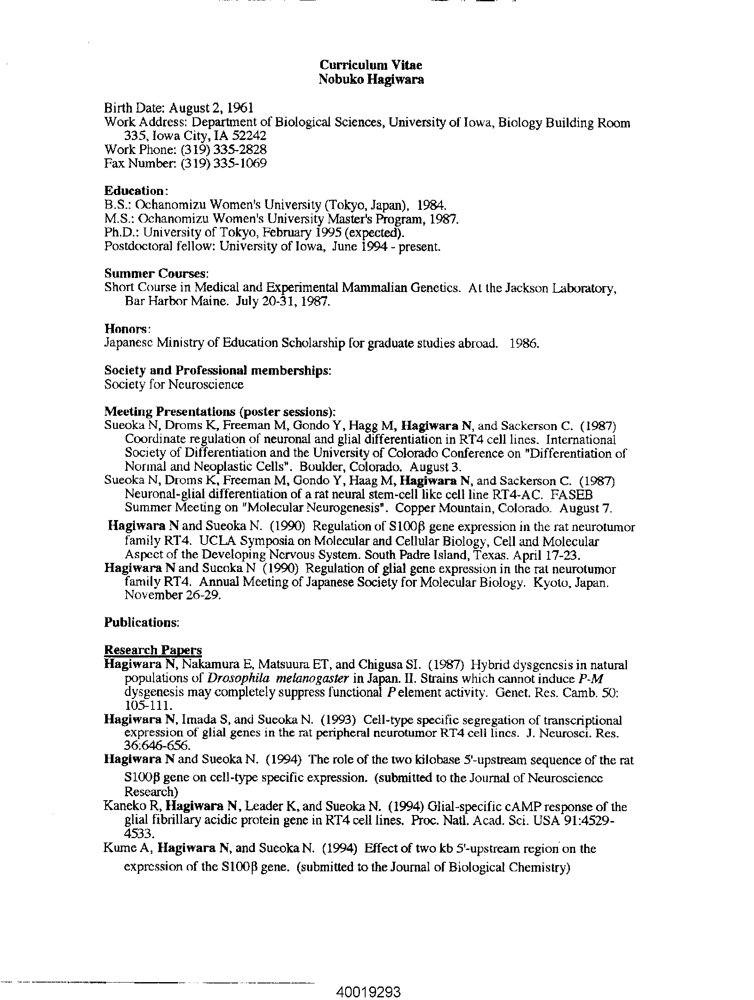 Curriculum Vitae
Nobuko Hagiwara
Birth Date: August 2, 1961
Work Address: Department of Biological Sciences, University of Iowa, Biology Building Room
335, Iowa City, IA 52242
Work Phone: (319) 335-2828
Fax Number: (319) 335-1069
Education:
B.S.: Ochanomizu Women's University (Tokyo, Japan), 1984.
M.S.: Ochanomizu Women's University Master's Program, 1987.
Ph.D.: University of Tokyo, February 1995 (expected).
Postdoctoral fellow: University of Iowa, June 1994 - present.
Summer Courses:
Short Course in Medical and Experimental Mammalian Genetics. At the Jackson Laboratory,
Bar Harbor Maine. July 20-31, 1987.
Honors:
Japanese Ministry of Education Scholarship for graduate studies abroad. 1986.
Society and Professional memberships:
Society for Neuroscience
Meeting Presentations (poster sessions):
Sueoka N, Droms K, Freeman M, Gondo Y, Hagg M, Hagiwara N, and Sackerson C. (1987)
Coordinate regulation of neuronal and glial differentiation in RT4 cell lines. International
Society of Differentiation and the University of Colorado Conference on "Differentiation of
Normal and Neoplastic Cells". Boulder, Colorado. August 3.
Sueoka N, Droms K, Freeman M, Gondo Y, Haag M, Hagiwara N, and Sackerson C. (1987)
Neuronal-glial differentiation of a rat neural stem-cell like cell line RT4-AC. FASEB
Summer Meeting on "Molecular Neurogenesis". Copper Mountain, Colorado. August 7.
Hagiwara N and Sueoka N. (1990) Regulation of S100β gene expression in the rat neurotumor
family RT4. UCLA Symposia on Molecular and Cellular Biology, Cell and Molecular
Aspect of the Developing Nervous System. South Padre Island, Texas. April 17-23.
Hagiwara N and Sueoka N (1990) Regulation of glial gene expression in the rat neurotumor
family RT4. Annual Meeting of Japanese Society for Molecular Biology. Kyoto, Japan.
November 26-29.
Publications:
Research Papers
Hagiwara N, Nakamura E, Matsuura ET, and Chigusa SI. (1987) Hybrid dysgenesis in natural
populations of Drosophila melanogaster in Japan. II. Strains which cannot induce P-M
dysgenesis may completely suppress functional P element activity. Genet. Res. Camb. 50:
105-111.
Hagiwara N, Imada S, and Sueoka N. (1993) Cell-type specific segregation of transcriptional
expression of glial genes in the rat peripheral neurotumor RT4 cell lines. J. Neurosci. Res.
36:646-656.
Hagiwara N and Sueoka N. (1994) The role of the two kilobase 5'-upstream sequence of the rat
S100β gene on cell-type specific expression. (submitted to the Journal of Neuroscience
Research)
Kaneko R, Hagiwara N, Leader K, and Sueoka N. (1994) Glial-specific cAMP response of the
glial fibrillary acidic protein gene in RT4 cell lines. Proc. Natl. Acad. Sci. USA 91:4529-
4533.
Kume A, Hagiwara N, and Sueoka N. (1994) Effect of two kb 5'-upstream region on the
expression of the S100β gene. (submitted to the Journal of Biological Chemistry)
40019293